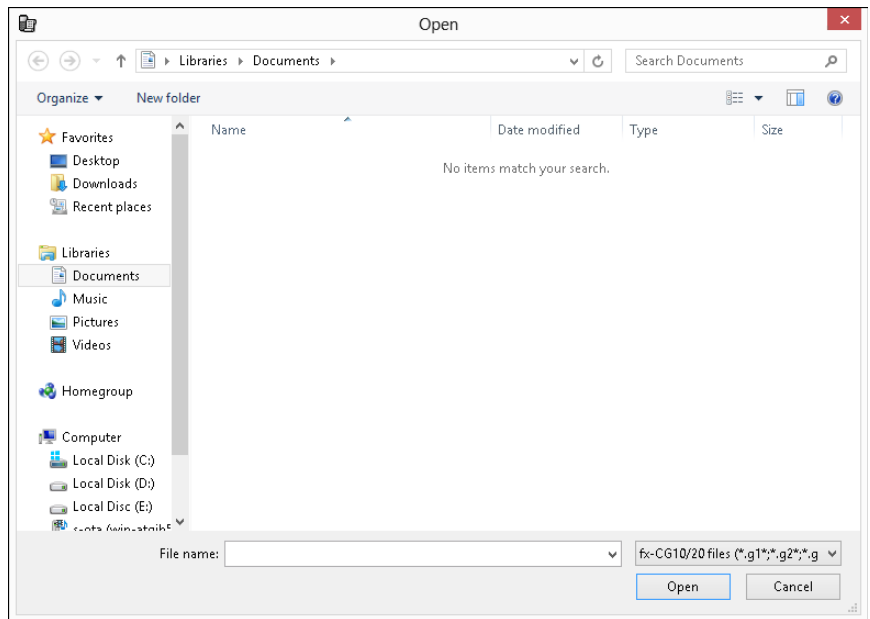 Open
Libraries Documents
Search Documents
Organize New folder
Name Date modified Type Size
No items match your search.
Favorites
Desktop
Downloads
Recent places
Libraries
Documents
Music
Pictures
Videos
Homegroup
Computer
Local Disk (C:)
Local Disk (D:)
Local Disc (E:)
File name:
fx-CG10/20 files (*.g1*;*.g2*;*.g
Open Cancel